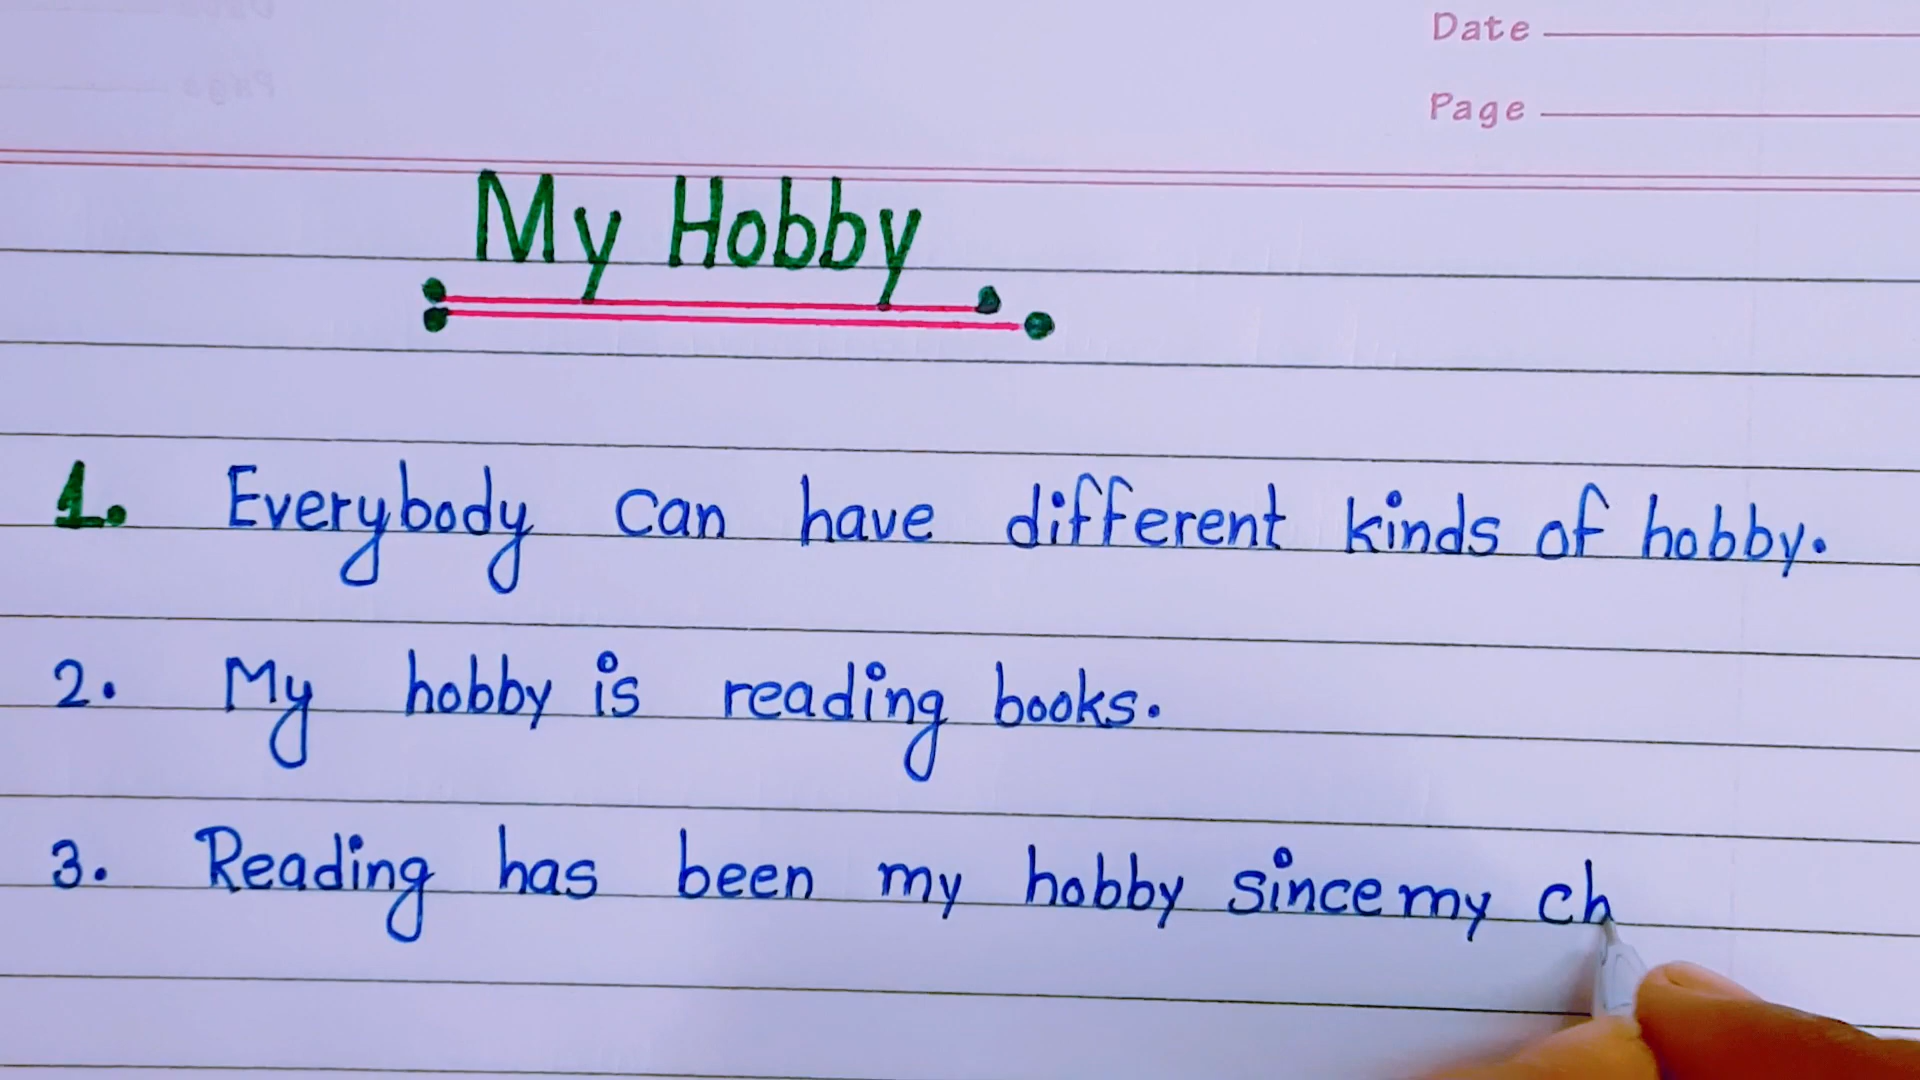 Date
Page
My Hobby
1. Everybody can have different kinds of hobby.
2. My hobby is reading books.
3. Reading has been my hobby since my ch